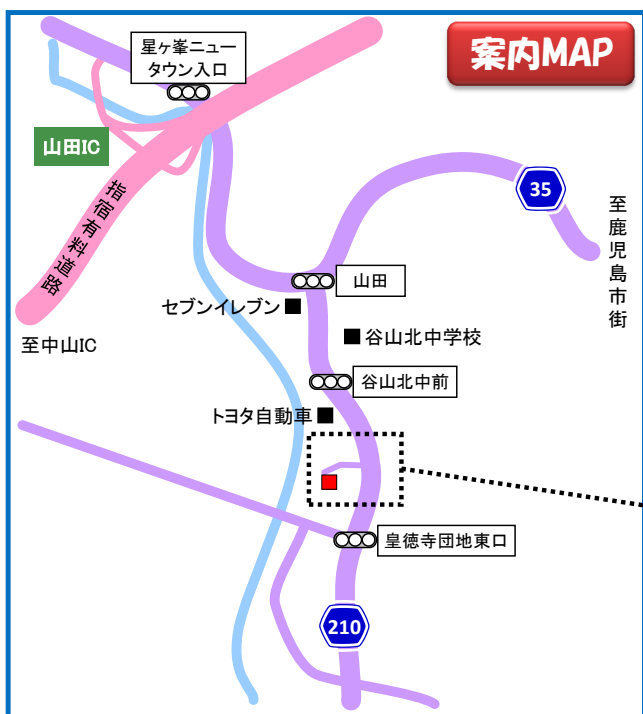 案内MAP
星ヶ峯ニュー
タウン入口
山田IC
指宿有料道路
35
至鹿児島市街
山田
セブンイレブン
谷山北中学校
至中山IC
谷山北中前
トヨタ自動車
皇徳寺団地東口
210